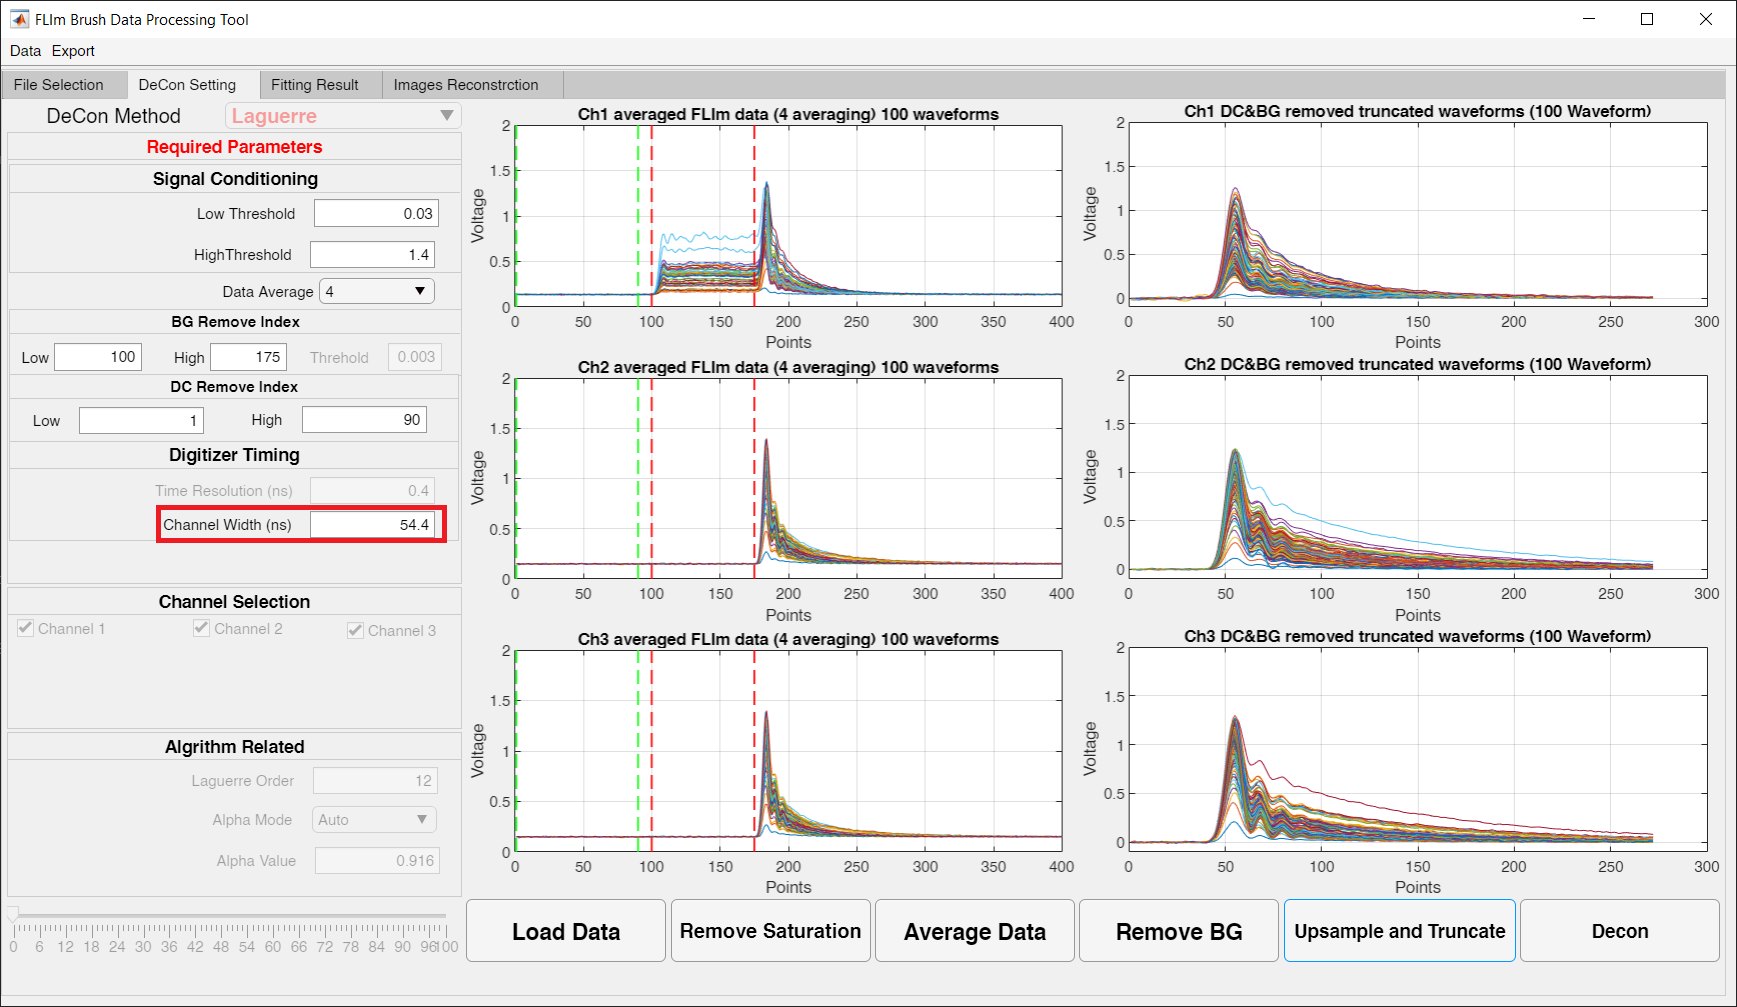 FLIm Brush Data Processing Tool
Data Export
File Selection DeCon Setting Fitting Result Images Reconstrction
DeCon Method Laguerre
Required Parameters
Signal Conditioning
Low Threshold 0.03
HighThreshold 1.4
Data Average 4
BG Remove Index
Low 100 High 175 Threhold 0.003
DC Remove Index
Low 1 High 90
Digitizer Timing
Time Resolution (ns) 0.4
Channel Width (ns) 54.4
Channel Selection
Channel 1 Channel 2 Channel 3
Algrithm Related
Laguerre Order 12
Alpha Mode Auto
Alpha Value 0.916
0 6 12 18 24 30 36 42 48 54 60 66 72 78 84 90 96100
Ch1 averaged FLIm data (4 averaging) 100 waveforms
Voltage
2
1.5
1
0.5
0
0 50 100 150 200 250 300 350 400
Points
Ch1 DC&BG removed truncated waveforms (100 Waveform)
Voltage
2
1.5
1
0.5
0
0 50 100 150 200 250 300
Points
Ch2 averaged FLIm data (4 averaging) 100 waveforms
Voltage
2
1.5
1
0.5
0
0 50 100 150 200 250 300 350 400
Points
Ch2 DC&BG removed truncated waveforms (100 Waveform)
Voltage
2
1.5
1
0.5
0
0 50 100 150 200 250 300
Points
Ch3 averaged FLIm data (4 averaging) 100 waveforms
Voltage
2
1.5
1
0.5
0
0 50 100 150 200 250 300 350 400
Points
Ch3 DC&BG removed truncated waveforms (100 Waveform)
Voltage
2
1.5
1
0.5
0
0 50 100 150 200 250 300
Points
Load Data Remove Saturation Average Data Remove BG Upsample and Truncate Decon